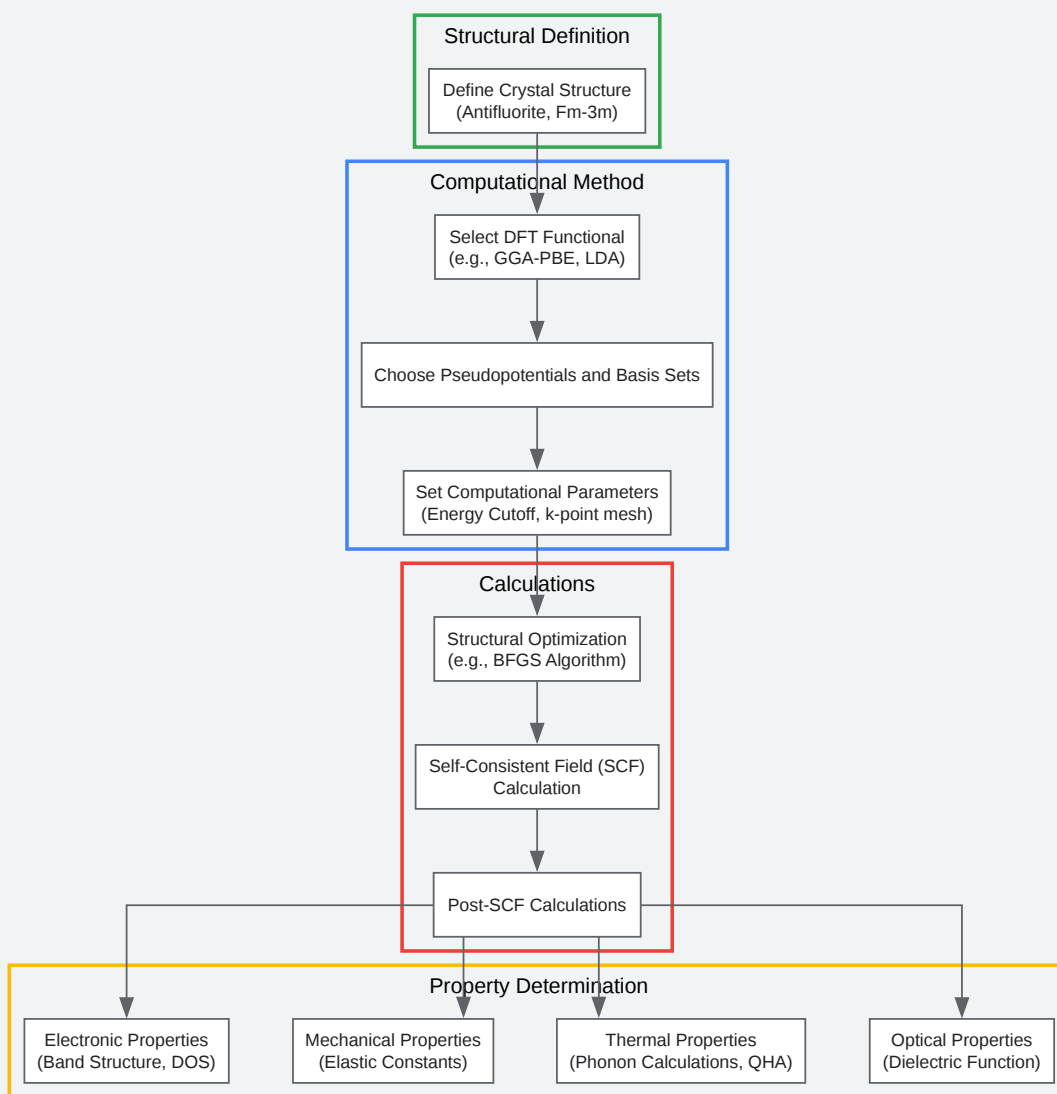 Structural Definition
Define Crystal Structure
(Antifluorite, Fm-3m)
Computational Method
Select DFT Functional
(e.g., GGA-PBE, LDA)
Choose Pseudopotentials and Basis Sets
Set Computational Parameters
(Energy Cutoff, k-point mesh)
Calculations
Structural Optimization
(e.g., BFGS Algorithm)
Self-Consistent Field (SCF)
Calculation
Post-SCF Calculations
Property Determination
Electronic Properties
(Band Structure, DOS)
Mechanical Properties
(Elastic Constants)
Thermal Properties
(Phonon Calculations, QHA)
Optical Properties
(Dielectric Function)